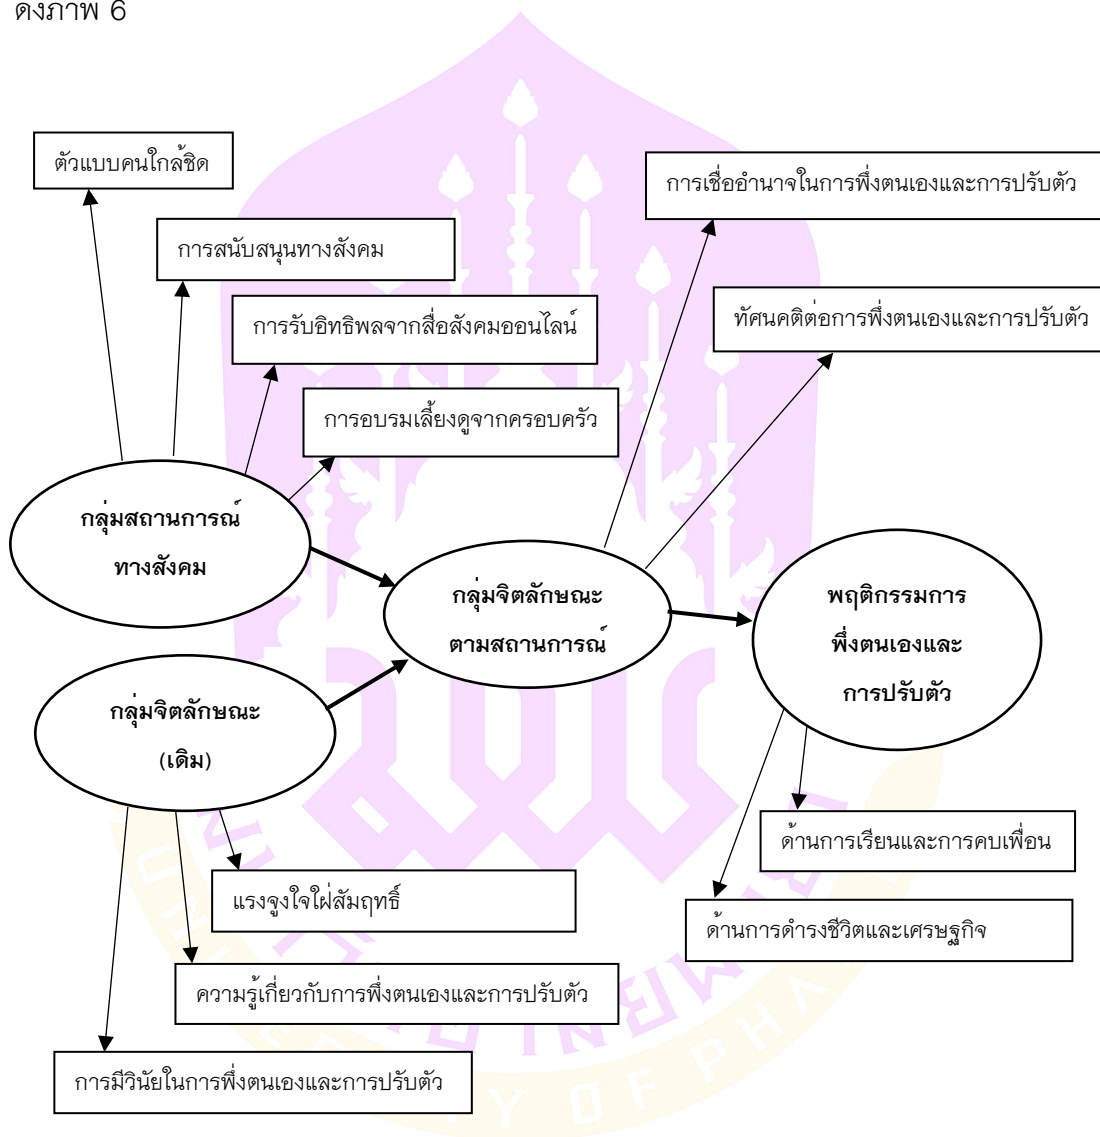 ดังภาพ 6
ตัวแบบคนใกล้ชิด
การเชื่ออำนาจในการพึ่งตนเองและการปรับตัว
การสนับสนุนทางสังคม
การรับอิทธิพลจากสื่อสังคมออนไลน์
ทัศนคติต่อการพึ่งตนเองและการปรับตัว
การอบรมเลี้ยงดูจากครอบครัว
กลุ่มสถานการณ์
ทางสังคม
กลุ่มจิตลักษณะ
ตามสถานการณ์
พฤติกรรมการ
พึ่งตนเองและ
การปรับตัว
กลุ่มจิตลักษณะ
(เดิม)
ด้านการเรียนและการคบเพื่อน
แรงจูงใจใฝ่สัมฤทธิ์
ด้านการดำรงชีวิตและเศรษฐกิจ
ความรู้เกี่ยวกับการพึ่งตนเองและการปรับตัว
การมีวินัยในการพึ่งตนเองและการปรับตัว